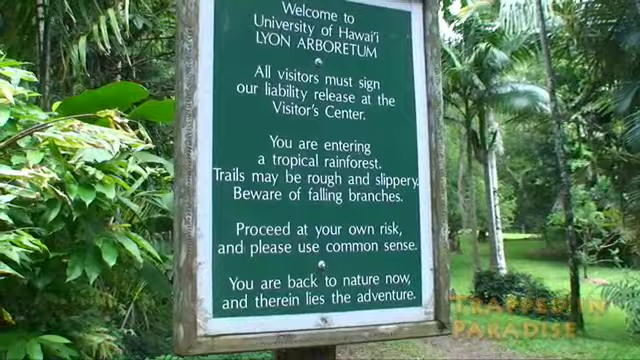 Welcome to
University of Hawai'i
LYON ARBORETUM
All visitors must sign
our liability release at the
Visitor's Center.
You are entering
a tropical rainforest.
Trails may be rough and slippery.
Beware of falling branches.
Proceed at your own risk,
and please use common sense.
You are back to nature now,
and therein lies the adventure.
TRAPPED IN
PARADISE